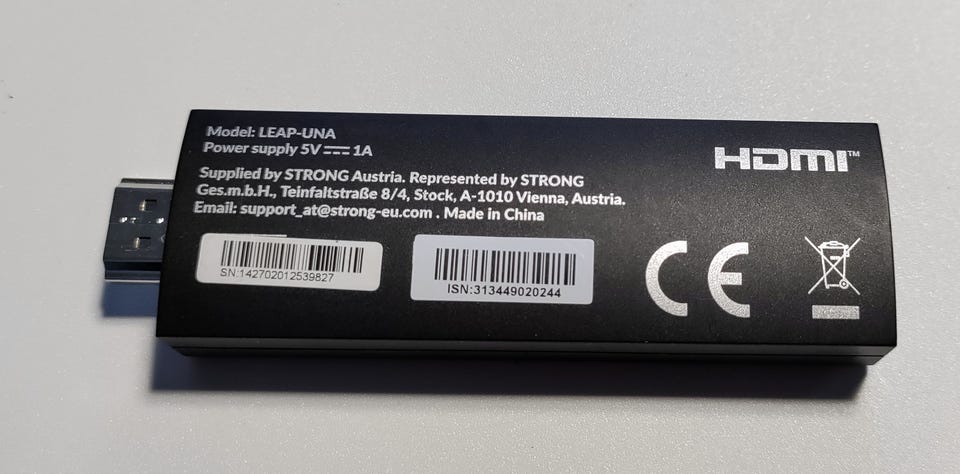 Model: LEAP-UNA
Power supply 5V ⎓ 1A
Supplied by STRONG Austria. Represented by STRONG
Ges.m.b.H., Teinfaltstraße 8/4, Stock, A-1010 Vienna, Austria.
Email: support_at@strong-eu.com . Made in China
HDMI™
SN:142702012539827
ISN:313449020244
CE